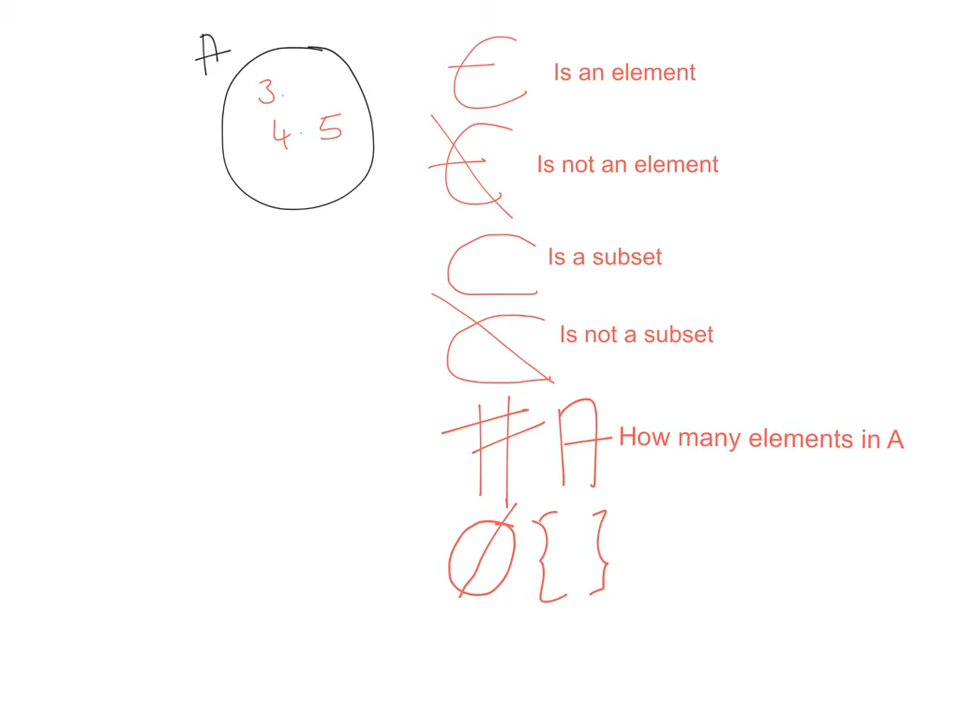 A
3.
4. 5
∈ Is an element
∉ Is not an element
⊂ Is a subset
⊄ Is not a subset
#A How many elements in A
∅ { }